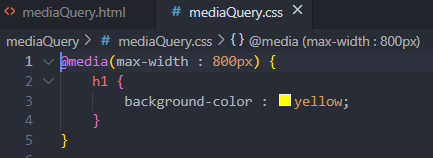 mediaQuery.html # mediaQuery.css X
mediaQuery > # mediaQuery.css > {} @media (max-width : 800px)
1 @media(max-width : 800px) {
2 h1 {
3 background-color : yellow;
4 }
5 }